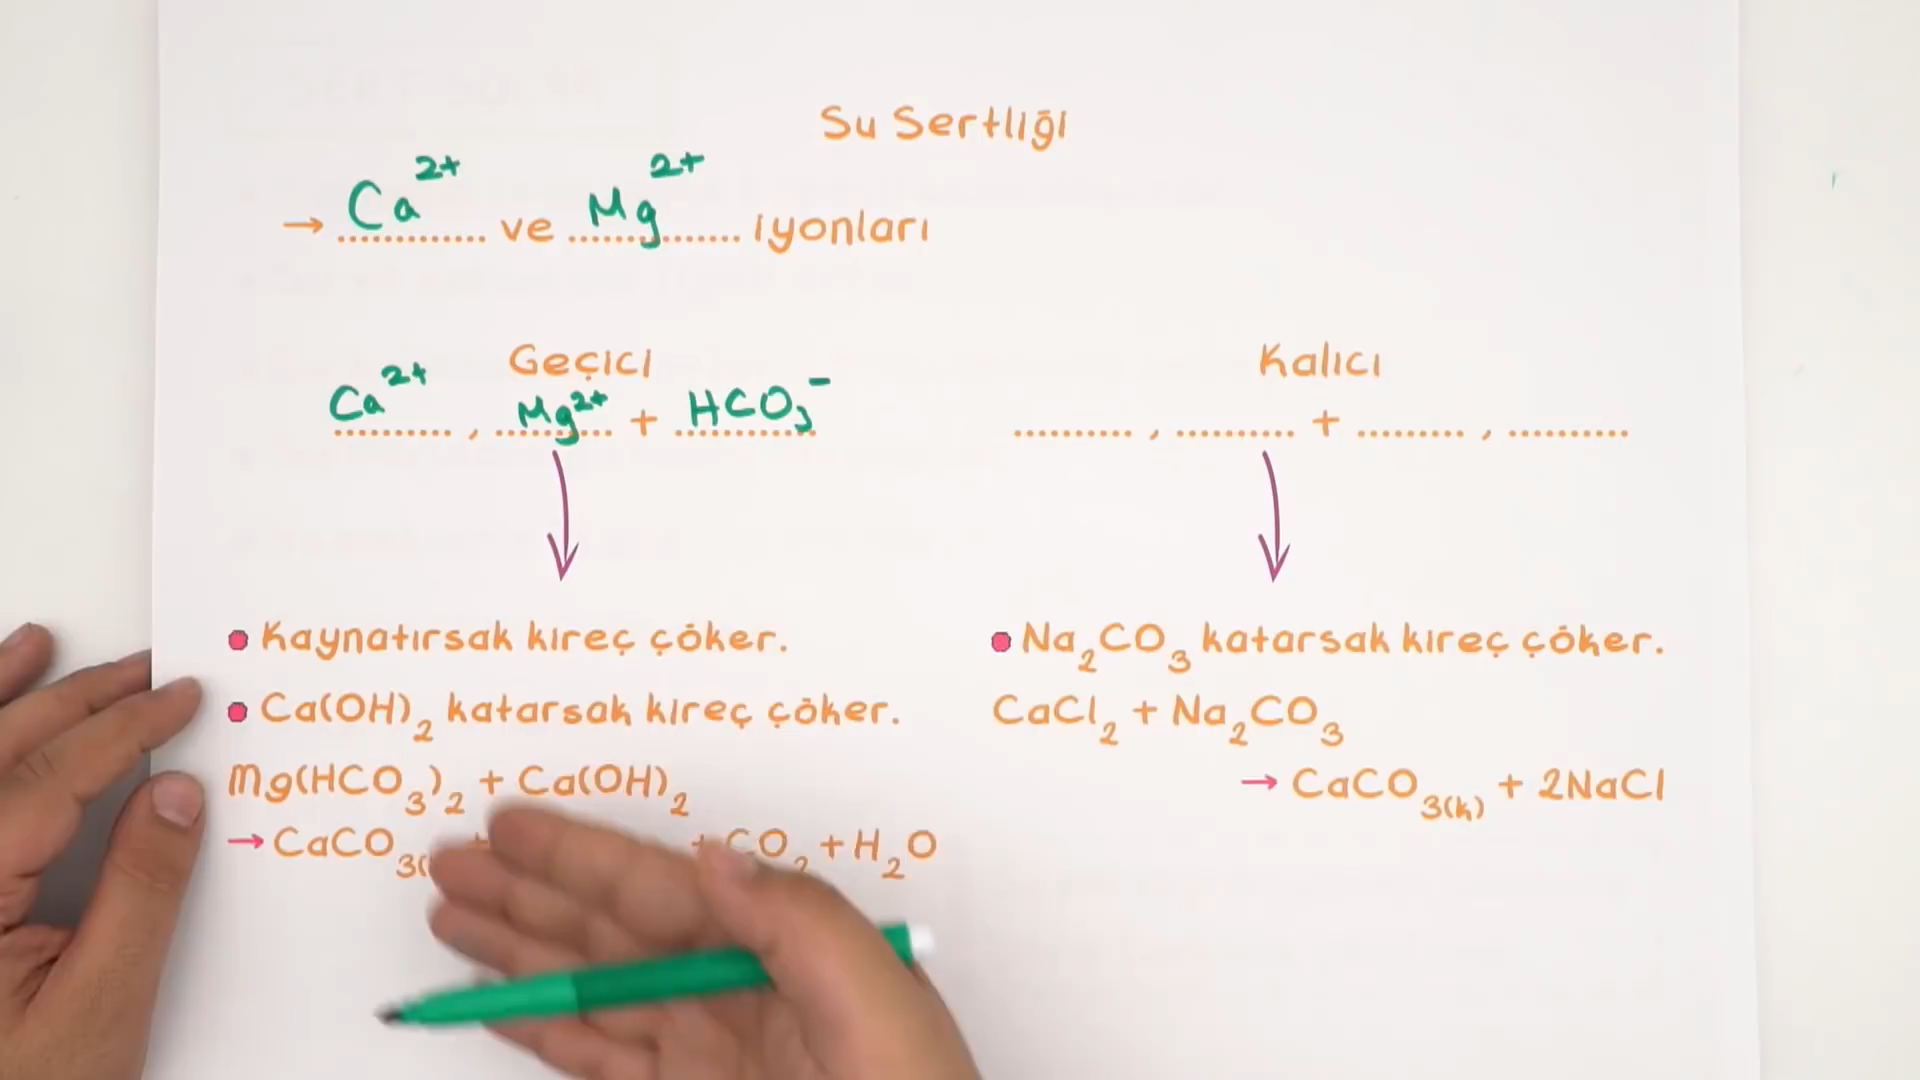 Su Sertliği
→ Ca²⁺ ve Mg²⁺ iyonları
Geçici
Ca²⁺, Mg²⁺ + HCO₃⁻
• Kaynatırsak kireç çöker.
• Ca(OH)₂ katarsak kireç çöker.
Mg(HCO₃)₂ + Ca(OH)₂
→ CaCO₃ + CO₂ + H₂O
Kalıcı
.......... , .......... + ......... , ..........
• Na₂CO₃ katarsak kireç çöker.
CaCl₂ + Na₂CO₃
→ CaCO₃(k) + 2NaCl